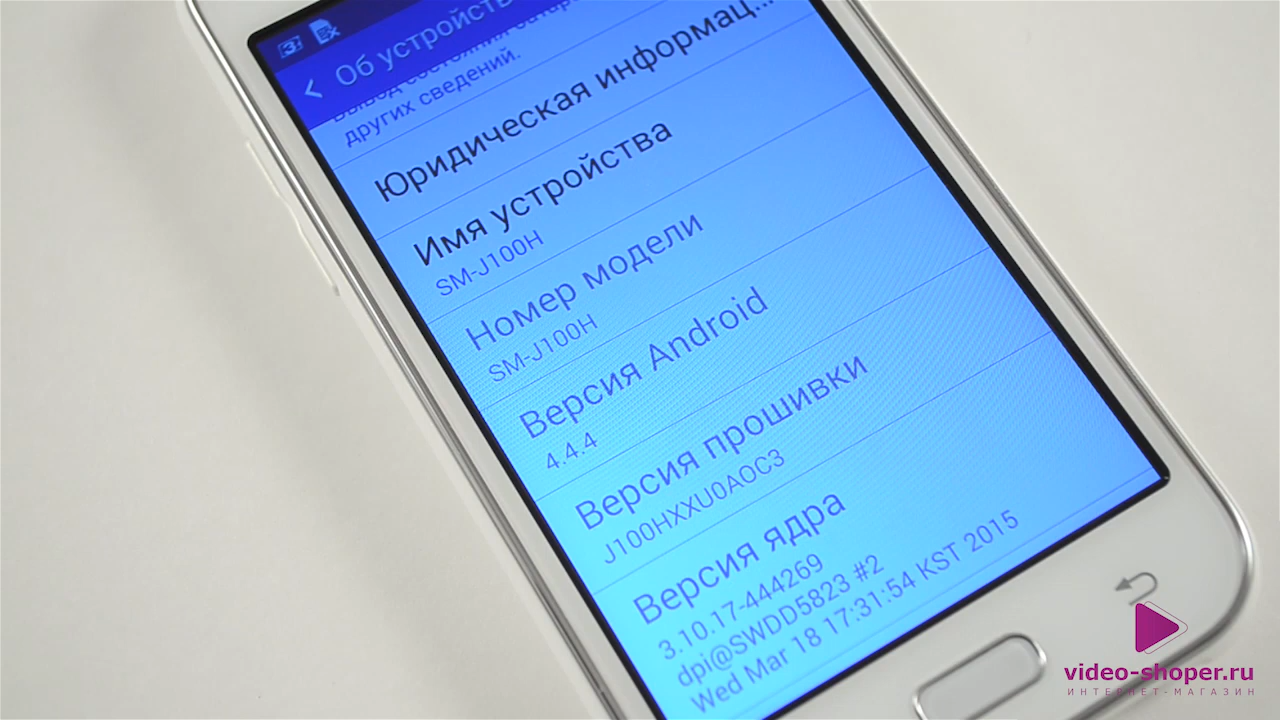 Об устройств
других сведений.
Юридическая информац...
Имя устройства
SM-J100H
Номер модели
SM-J100H
Версия Android
4.4.4
Версия прошивки
J100HXXU0AOC3
Версия ядра
3.10.17-444269
dpi@SWDD5823 #2
Wed Mar 18 17:31:54 KST 2015
video-shoper.ru
ИНТЕРНЕТ-МАГАЗИН